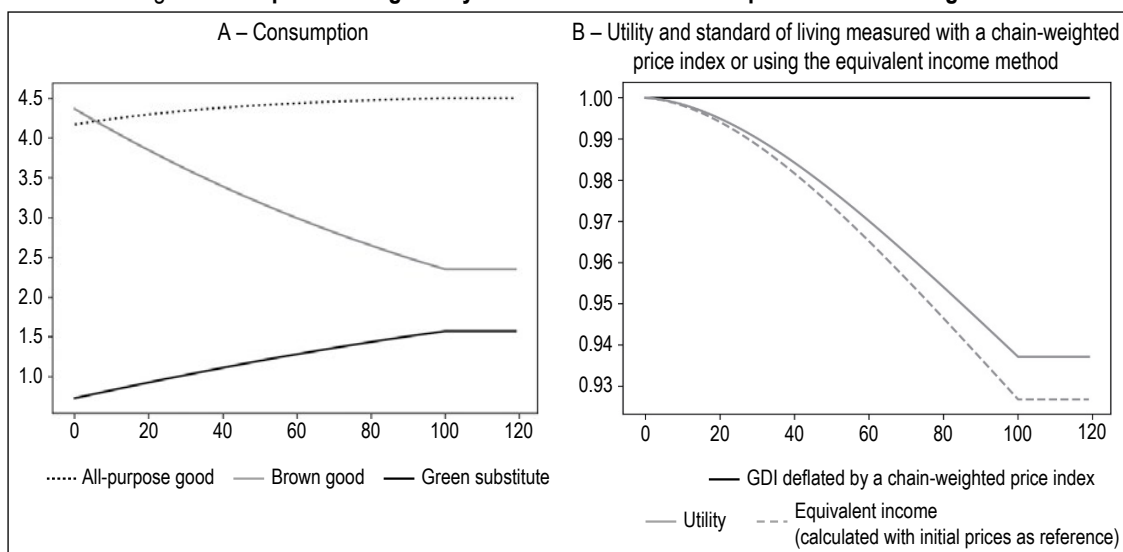 A – Consumption
4.5
4.0
3.5
3.0
2.5
2.0
1.5
1.0
0 20 40 60 80 100 120
All-purpose good Brown good Green substitute
B – Utility and standard of living measured with a chain-weighted
price index or using the equivalent income method
1.00
0.99
0.98
0.97
0.96
0.95
0.94
0.93
0 20 40 60 80 100 120
GDI deflated by a chain-weighted price index
Utility Equivalent income
(calculated with initial prices as reference)